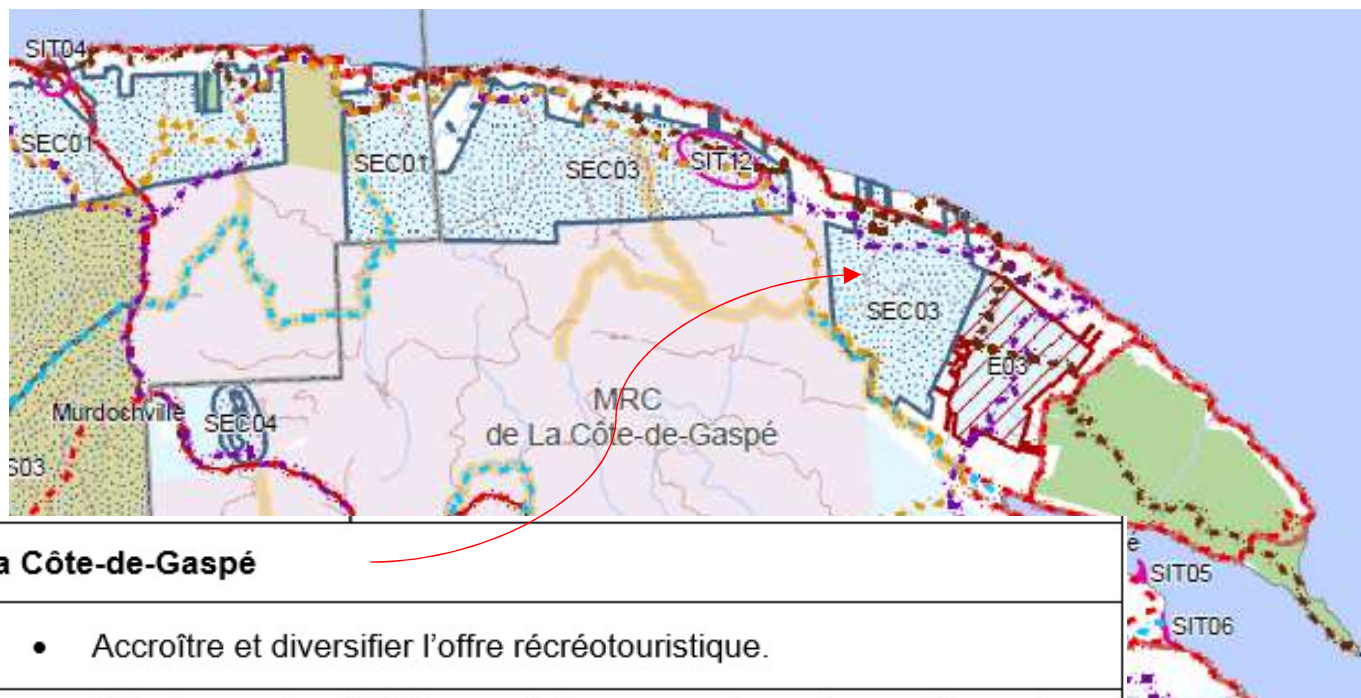 SIT04
SEC01
SEC01
SEC03
SIT12
SEC03
E03
MRC
de La Côte-de-Gaspé
Murdochville
SEC04
S03
a Côte-de-Gaspé
• Accroître et diversifier l'offre récréotouristique.
é
SIT05
SIT06